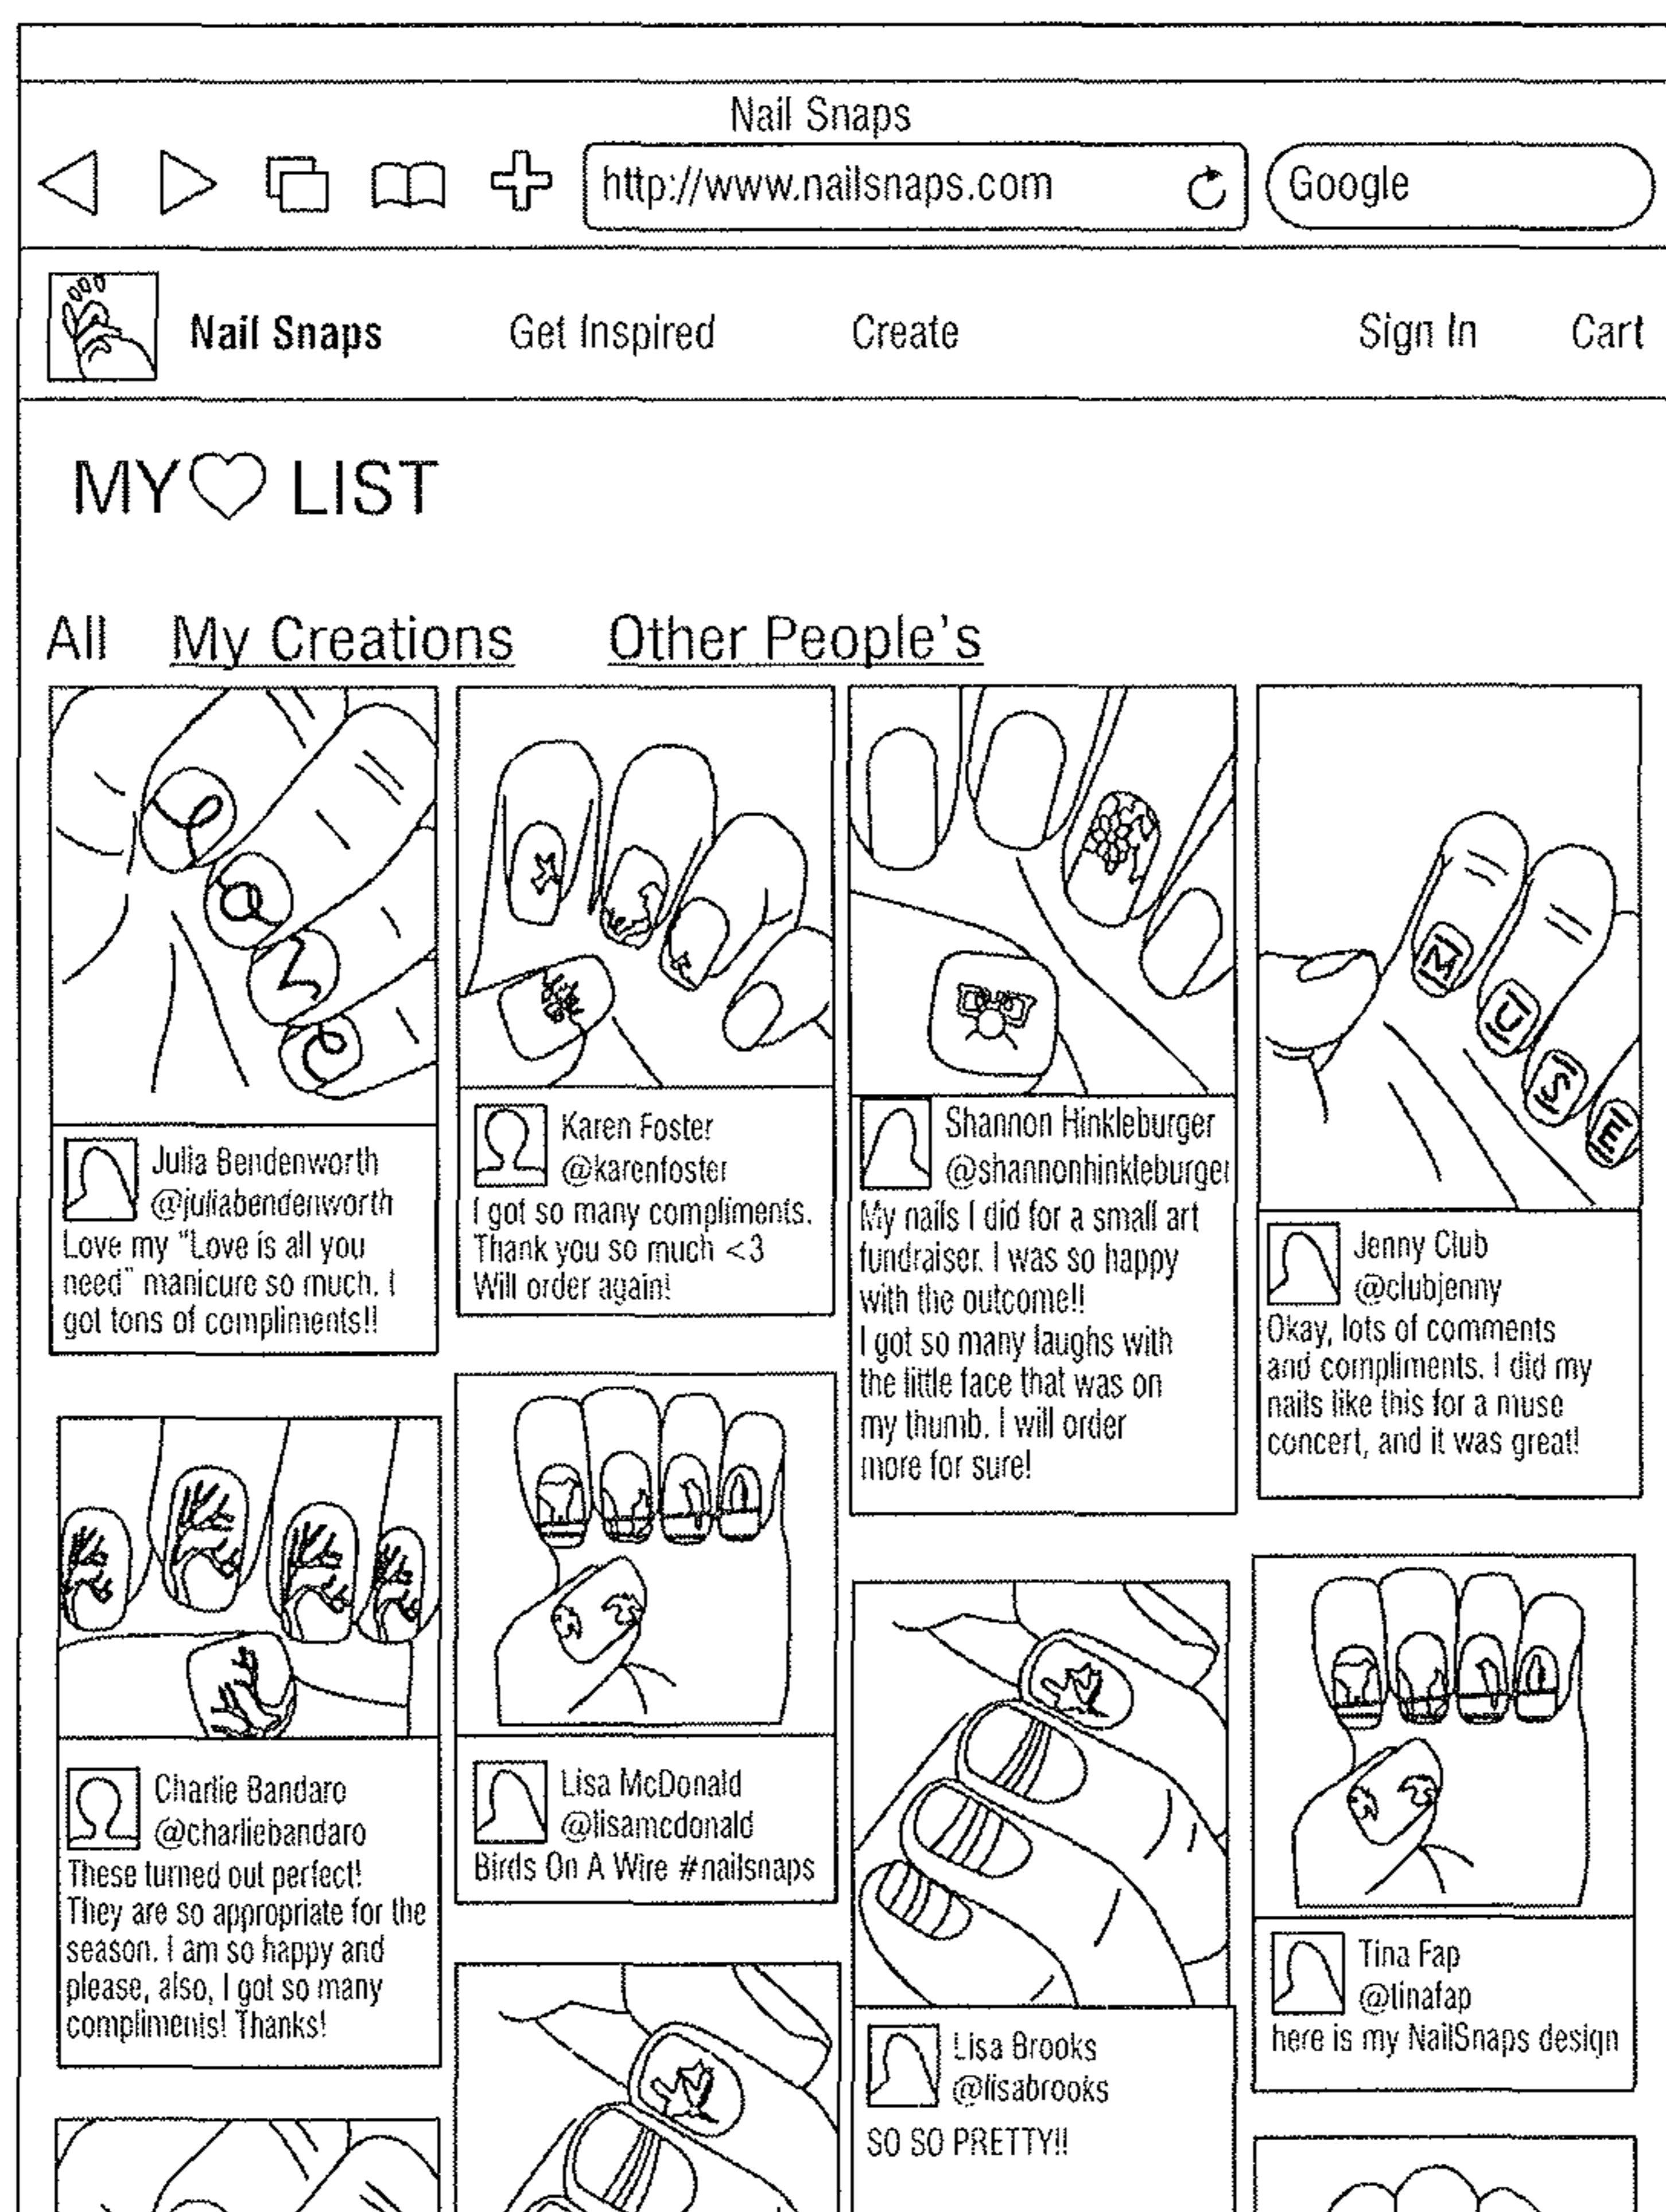 Nail Snaps
http://www.nailsnaps.com
Google
Nail Snaps Get Inspired Create Sign In Cart
MY♡ LIST
All My Creations Other People's
Julia Bendenworth
@juliabendenworth
Love my "Love is all you
need" manicure so much. I
got tons of compliments!!
Karen Foster
@karenfoster
I got so many compliments.
Thank you so much <3
Will order again!
Shannon Hinkleburger
@shannonhinkleburger
My nails I did for a small art
fundraiser. I was so happy
with the outcome!!
I got so many laughs with
the little face that was on
my thumb. I will order
more for sure!
M
U
S
E
Jenny Club
@clubjenny
Okay, lots of comments
and compliments. I did my
nails like this for a muse
concert, and it was great!
Charlie Bandaro
@charliebandaro
These turned out perfect!
They are so appropriate for the
season. I am so happy and
please, also, I got so many
compliments! Thanks!
Lisa McDonald
@lisamcdonald
Birds On A Wire #nailsnaps
Lisa Brooks
@lisabrooks
SO SO PRETTY!!
Tina Fap
@tinafap
here is my NailSnaps design